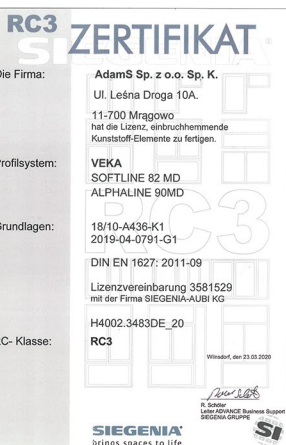 RC3 ZERTIFIKAT
Die Firma: AdamS Sp. z o.o. Sp. K.
Ul. Leśna Droga 10A.
11-700 Mrągowo
hat die Lizenz, einbruchhemmende
Kunststoff-Elemente zu fertigen.
Profilsystem: VEKA
SOFTLINE 82 MD
ALPHALINE 90MD
RC3
Grundlagen: 18/10-A436-K1
2019-04-0791-G1
DIN EN 1627: 2011-09
Lizenzvereinbarung 3581529
mit der Firma SIEGENIA-AUBI KG
H4002.3483DE_20
RC- Klasse: RC3
Wilnsdorf, den 23.03.2020
R. Schöler
Leiter ADVANCE Business Support
SIEGENIA GRUPPE
SIEGENIA®
brings spaces to life
SI